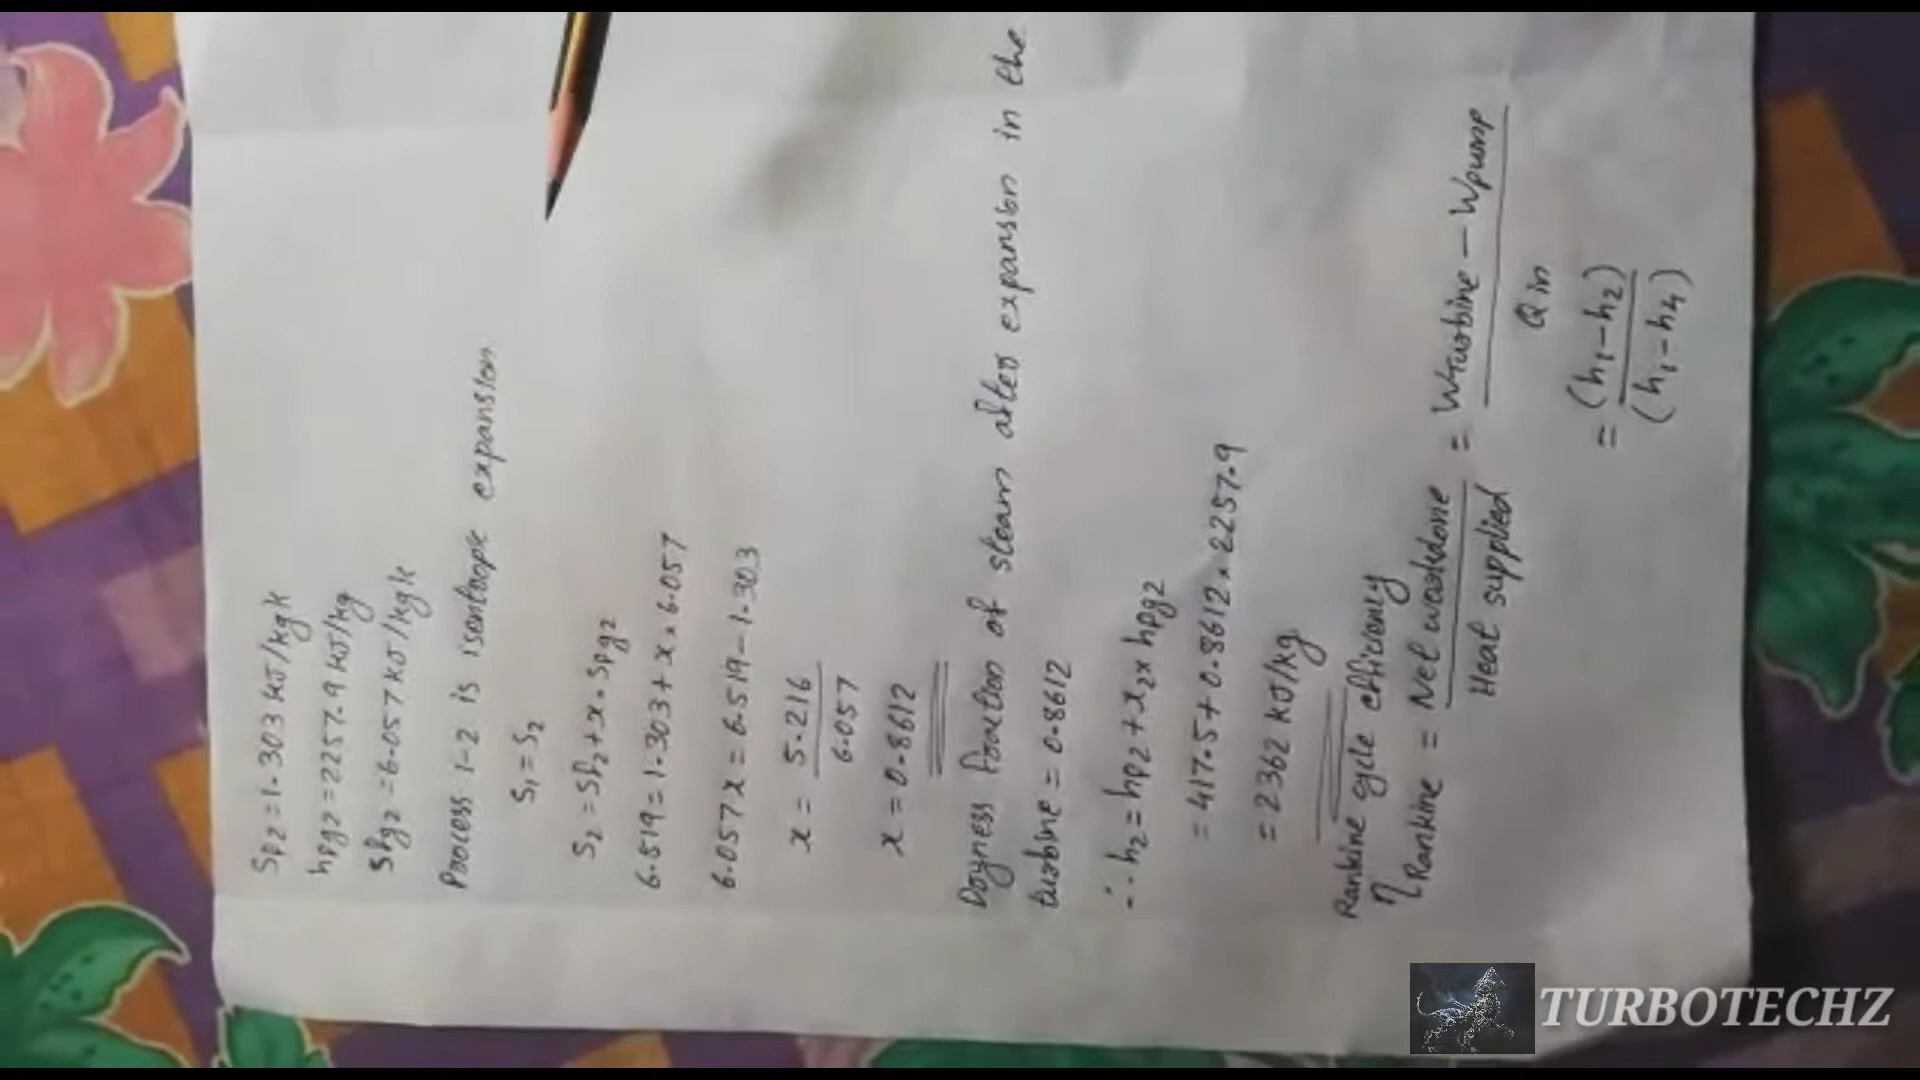 Sf2 = 1.303 kJ/kgk
hfg2 = 2257.9 kJ/kg
Sfg2 = 6.057 kJ/kgk
Process 1-2 is isentropic expansion
S1 = S2
S2 = Sf2 + x × Sfg2
6.519 = 1.303 + x × 6.057
6.057 x = 6.519 - 1.303
x = 5.216
6.057
x = 0.8612
Dryness fraction of steam after expansion in the
turbine = 0.8612
∴ h2 = hf2 + x2 x hfg2
= 417.5 + 0.8612 × 2257.9
= 2362 kJ/kg
Rankine cycle efficiency
ηRankine = Net workdone = Wturbine - Wpump
Heat supplied Qin
= (h1 - h2)
(h1 - h4)
TURBOTECHZ